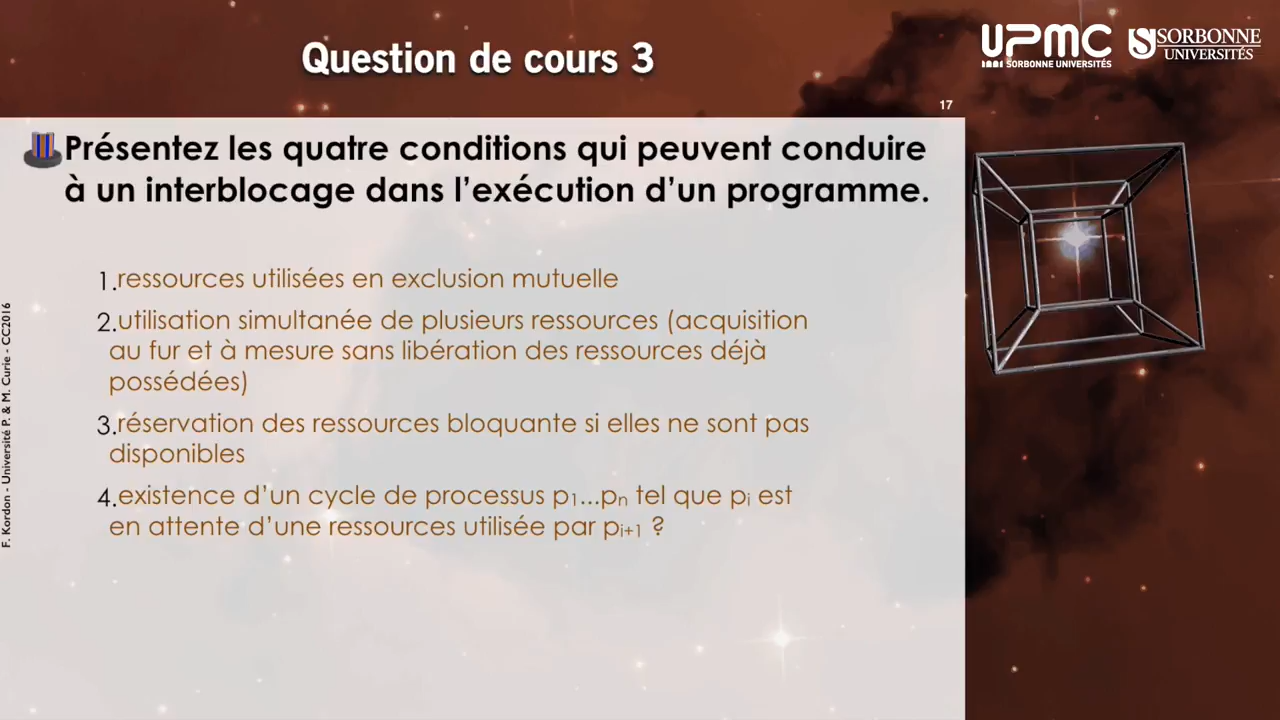 Question de cours 3
UPMC
SORBONNE UNIVERSITÉS
SORBONNE
UNIVERSITÉS
17
Présentez les quatre conditions qui peuvent conduire
à un interblocage dans l’exécution d’un programme.
1.ressources utilisées en exclusion mutuelle
2.utilisation simultanée de plusieurs ressources (acquisition
au fur et à mesure sans libération des ressources déjà
possédées)
3.réservation des ressources bloquante si elles ne sont pas
disponibles
4.existence d’un cycle de processus p1...pn tel que pi est
en attente d’une ressources utilisée par pi+1 ?
F. Kordon - Université P. & M. Curie - CC2016